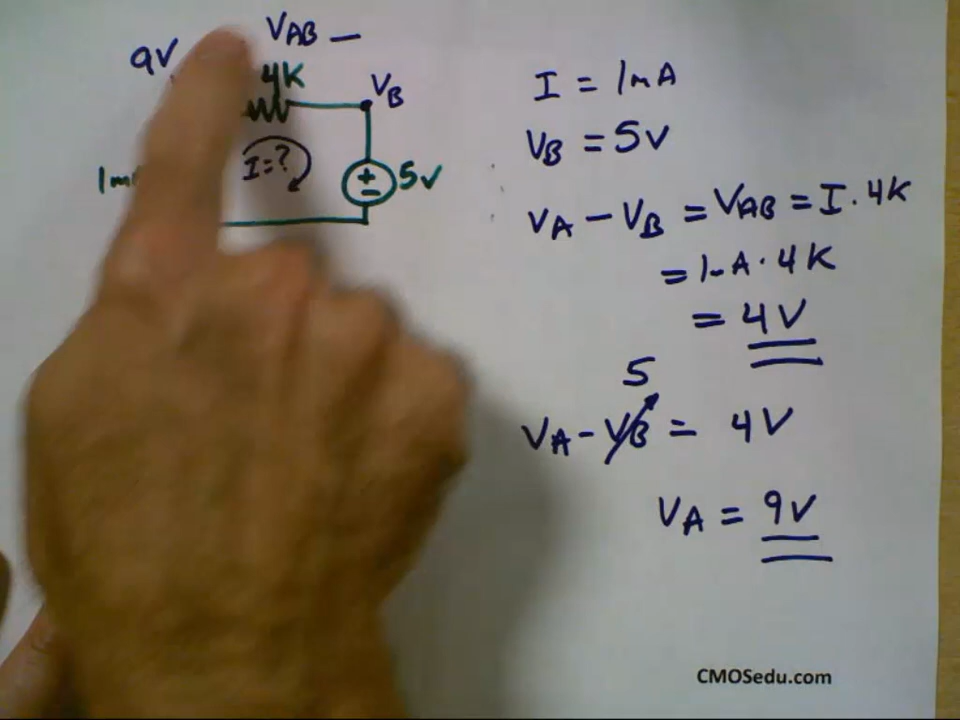 9V
VAB −
4K
VB
I=?
1m
+
−
5V
I = 1mA
VB = 5V
VA − VB = VAB = I · 4K
= 1mA · 4K
= 4V
5
VA − VB = 4V
VA = 9V
CMOSedu.com